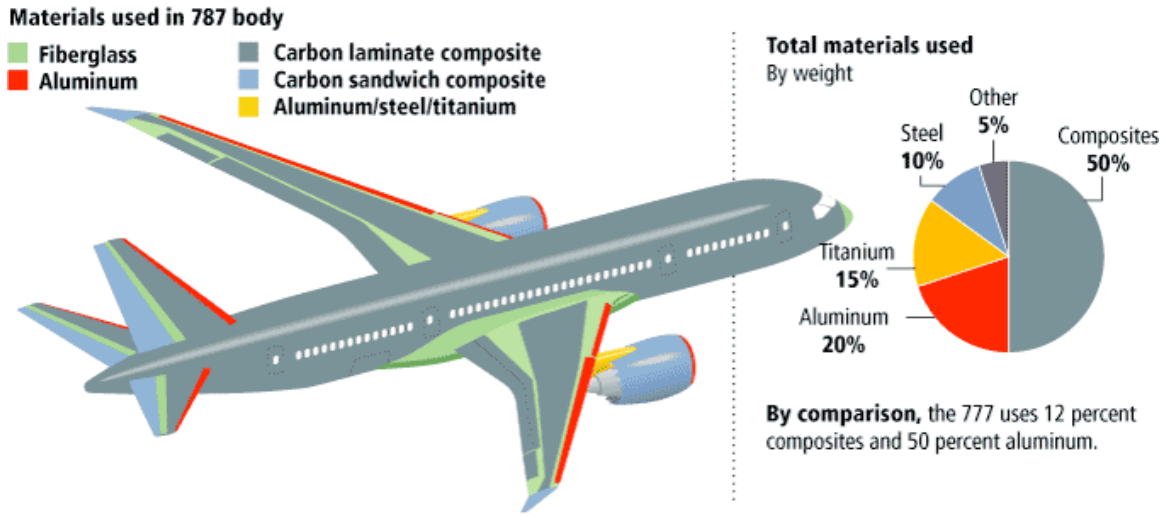 Materials used in 787 body
Fiberglass
Aluminum
Carbon laminate composite
Carbon sandwich composite
Aluminum/steel/titanium
Total materials used
By weight
Other
5%
Steel
10%
Composites
50%
Titanium
15%
Aluminum
20%
By comparison, the 777 uses 12 percent
composites and 50 percent aluminum.